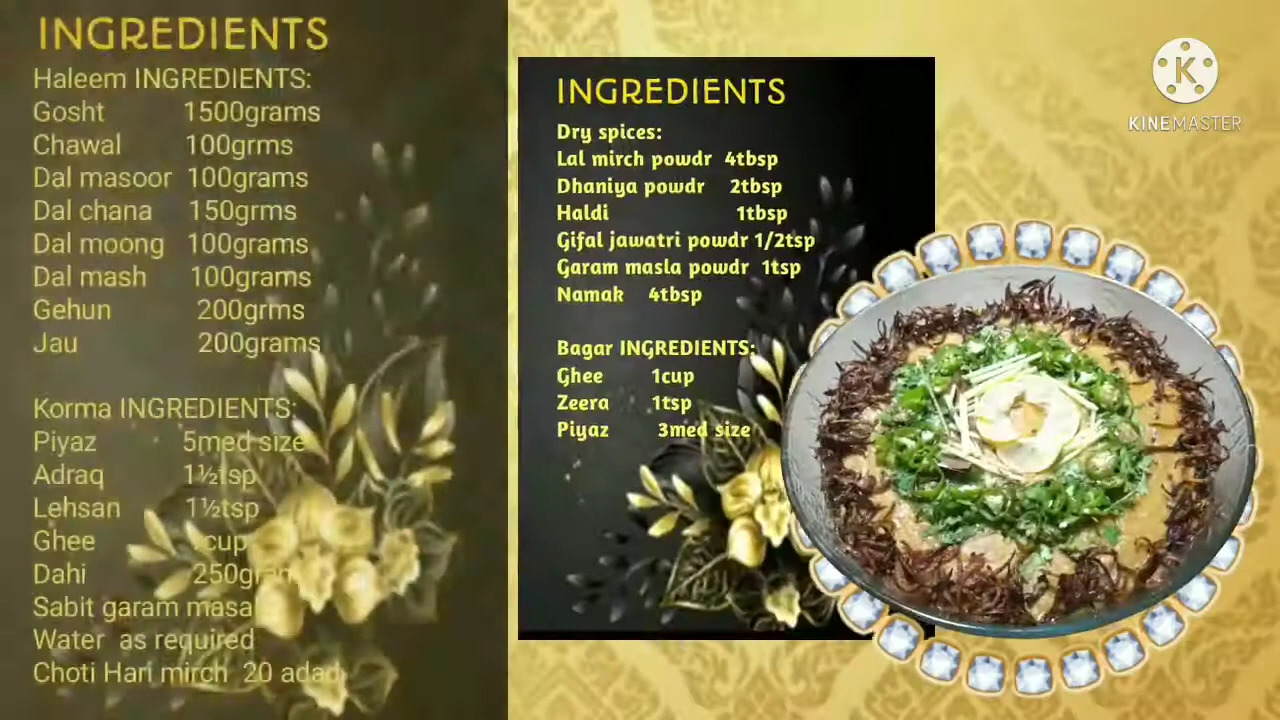 INGREDIENTS
Haleem INGREDIENTS:
Gosht 1500grams
Chawal 100grms
Dal masoor 100grams
Dal chana 150grms
Dal moong 100grams
Dal mash 100grams
Gehun 200grms
Jau 200grams
Korma INGREDIENTS:
Piyaz 5med size
Adraq 1½tsp
Lehsan 1½tsp
Ghee cup
Dahi
Sabit garam
Water as required
Choti Hari mirch 20 adad
INGREDIENTS
Dry spices:
Lal mirch powdr 4tbsp
Dhaniya powdr 2tbsp
Haldi 1tbsp
Gifal jawatri powdr 1/2tsp
Garam masla powdr 1tsp
Namak 4tbsp
Bagar INGREDIENTS:
Ghee 1cup
Zeera 1tsp
Piyaz 3med size
K
KINEMASTER